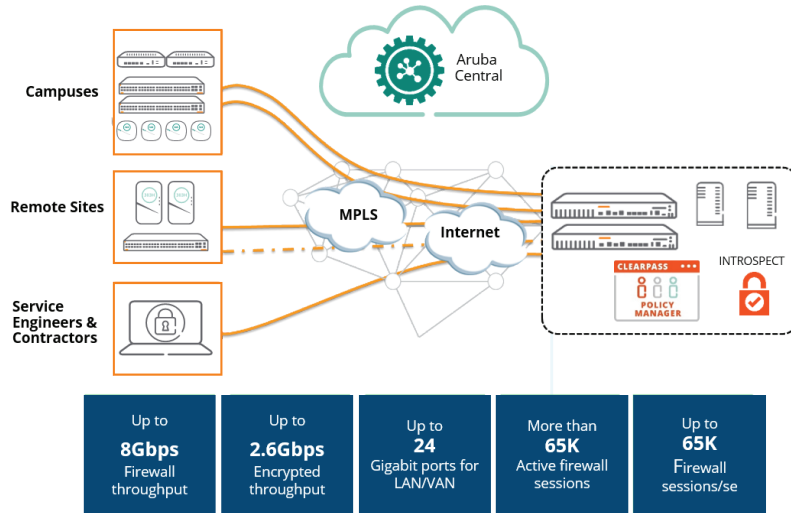 Aruba
Central
Campuses
Remote Sites
MPLS
Internet
CLEARPASS
POLICY
MANAGER
INTROSPECT
Service
Engineers &
Contractors
Up to
8Gbps
Firewall
throughput
Up to
2.6Gbps
Encrypted
throughput
Up to
24
Gigabit ports for
LAN/VAN
More than
65K
Active firewall
sessions
Up to
65K
Firewall
sessions/se